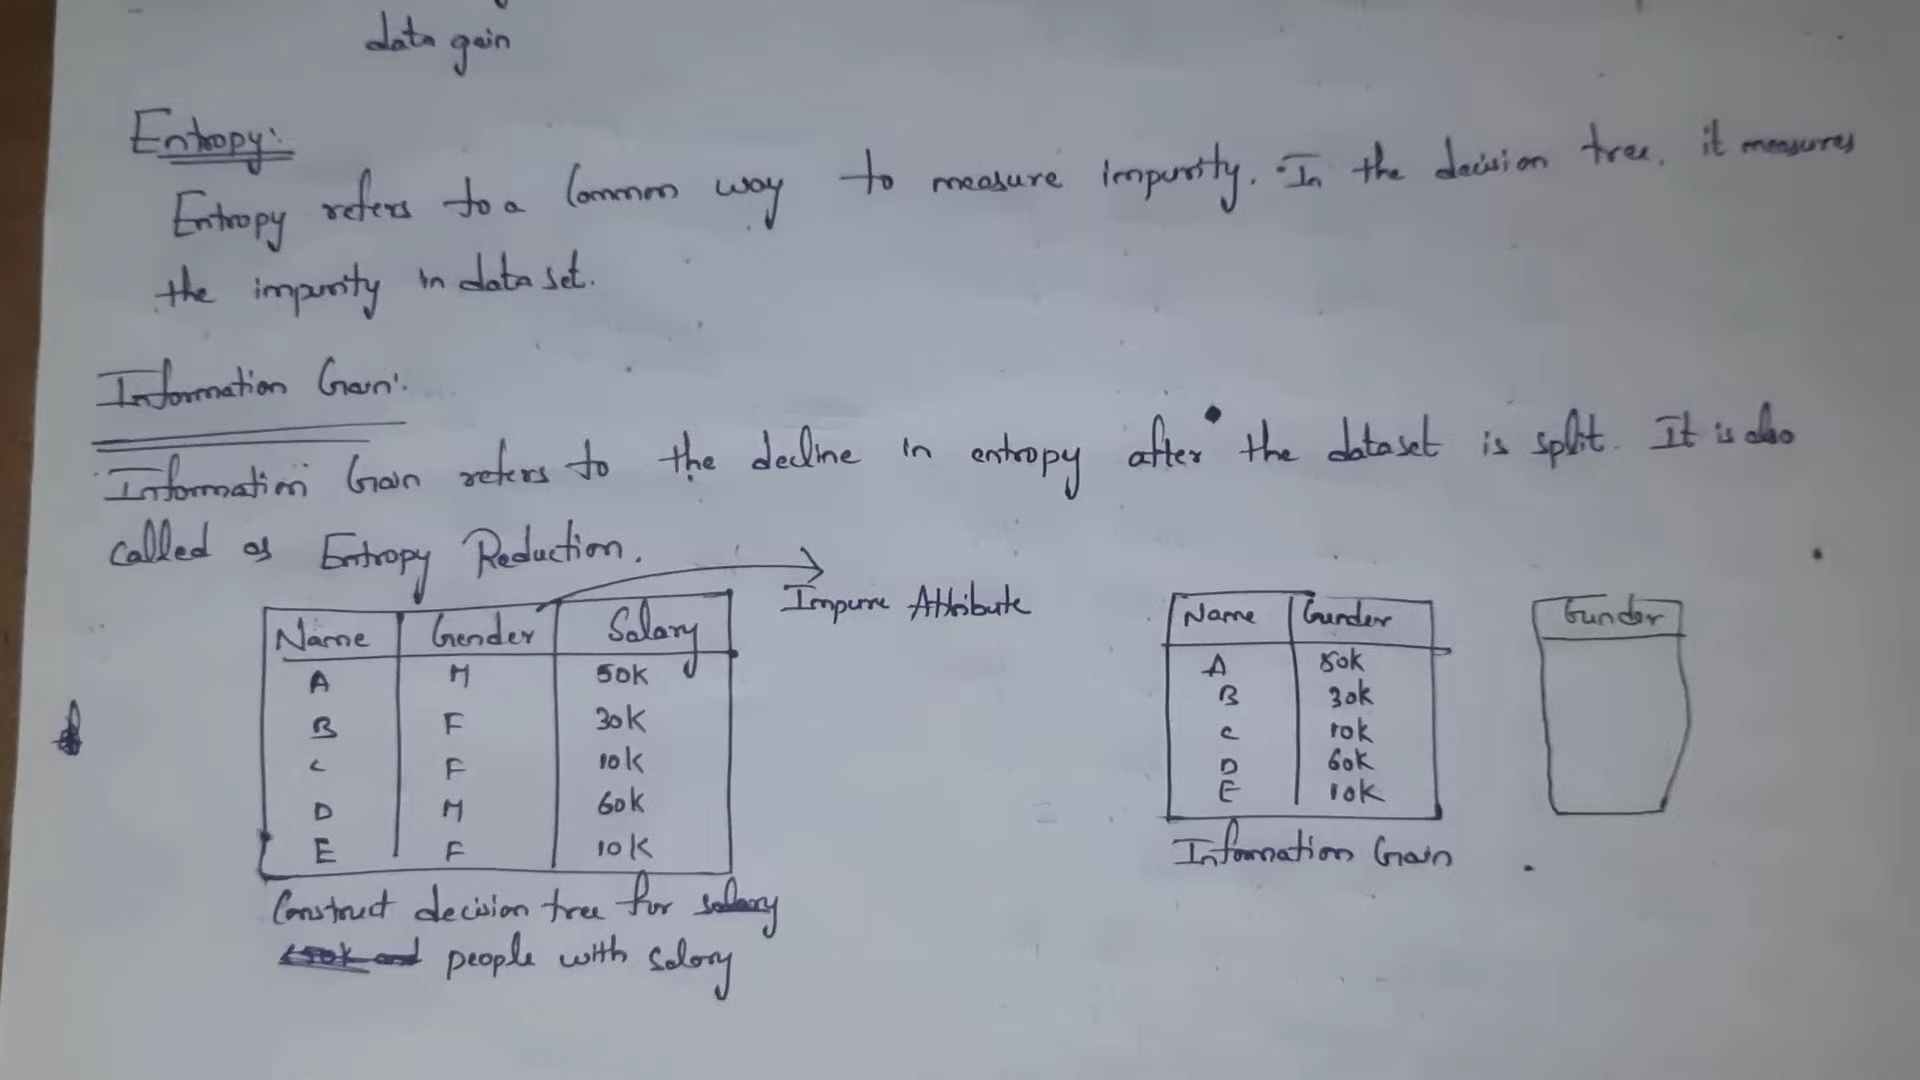 data gain
Entropy:
Entropy refers to a Common way to measure impurity. In the decision tree, it measures
the impurity in data set.
Information Gain:
Information Gain refers to the decline in entropy after the dataset is split. It is also
called as Entropy Reduction.
Impure Attribute
Name Gender Salary
A M 50K
B F 30K
C F 10K
D M 60K
E F 10K
Construct decision tree for salary
people with salary
Name Gunder
A 50K
B 30K
C 10K
D 60K
E 10K
Information Gain
Gundor